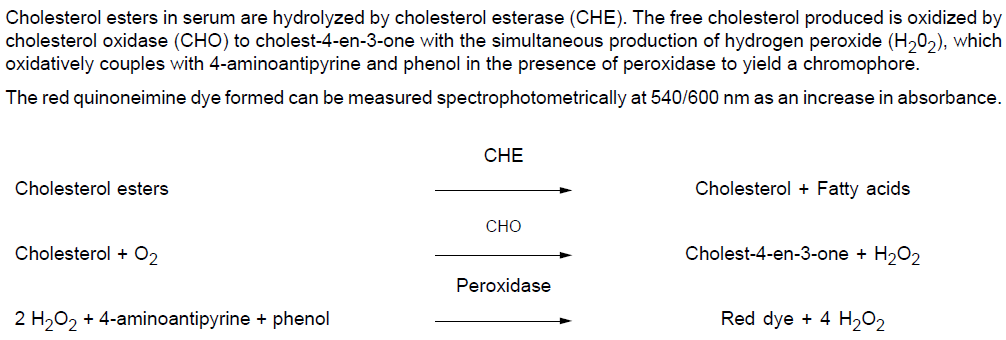 Cholesterol esters in serum are hydrolyzed by cholesterol esterase (CHE). The free cholesterol produced is oxidized by
cholesterol oxidase (CHO) to cholest-4-en-3-one with the simultaneous production of hydrogen peroxide (H₂0₂), which
oxidatively couples with 4-aminoantipyrine and phenol in the presence of peroxidase to yield a chromophore.
The red quinoneimine dye formed can be measured spectrophotometrically at 540/600 nm as an increase in absorbance.
CHE
Cholesterol esters Cholesterol + Fatty acids
CHO
Cholesterol + O₂ Cholest-4-en-3-one + H₂O₂
Peroxidase
2 H₂O₂ + 4-aminoantipyrine + phenol Red dye + 4 H₂O₂